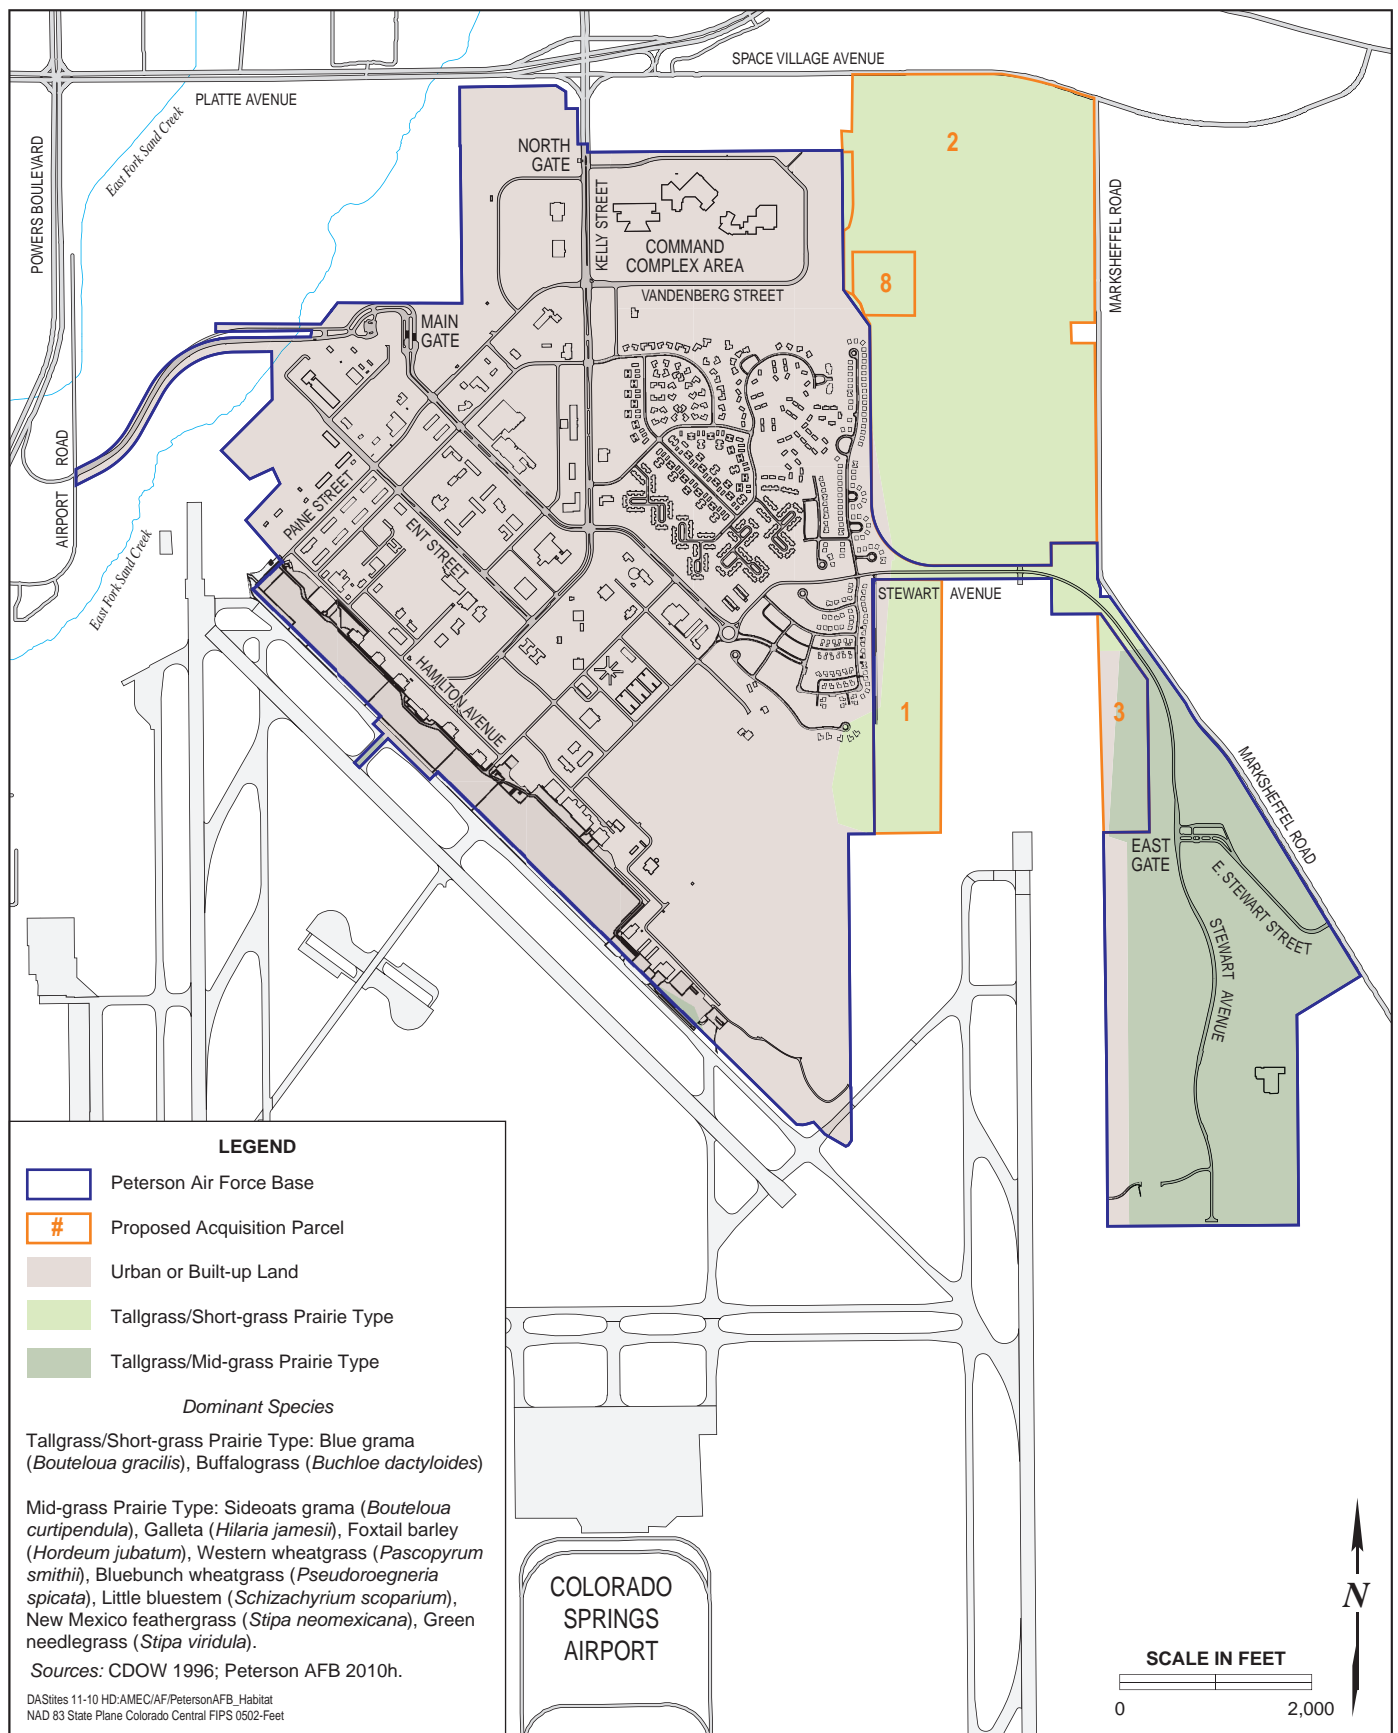 SPACE VILLAGE AVENUE
PLATTE AVENUE
East Fork Sand Creek
POWERS BOULEVARD
NORTH
GATE
KELLY STREET
COMMAND
COMPLEX AREA
VANDENBERG STREET
2
8
MARKSHEFFEL ROAD
MAIN
GATE
AIRPORT ROAD
PAINE STREET
ENT STREET
East Fork Sand Creek
STEWART AVENUE
HAMILTON AVENUE
1
3
MARKSHEFFEL ROAD
EAST
GATE
E. STEWART STREET
STEWART AVENUE
LEGEND
Peterson Air Force Base
# Proposed Acquisition Parcel
Urban or Built-up Land
Tallgrass/Short-grass Prairie Type
Tallgrass/Mid-grass Prairie Type
Dominant Species
Tallgrass/Short-grass Prairie Type: Blue grama
(Bouteloua gracilis), Buffalograss (Buchloe dactyloides)
Mid-grass Prairie Type: Sideoats grama (Bouteloua
curtipendula), Galleta (Hilaria jamesii), Foxtail barley
(Hordeum jubatum), Western wheatgrass (Pascopyrum
smithii), Bluebunch wheatgrass (Pseudoroegneria
spicata), Little bluestem (Schizachyrium scoparium),
New Mexico feathergrass (Stipa neomexicana), Green
needlegrass (Stipa viridula).
Sources: CDOW 1996; Peterson AFB 2010h.
DAStites 11-10 HD:AMEC/AF/PetersonAFB_Habitat
NAD 83 State Plane Colorado Central FIPS 0502-Feet
COLORADO
SPRINGS
AIRPORT
N
SCALE IN FEET
0 2,000